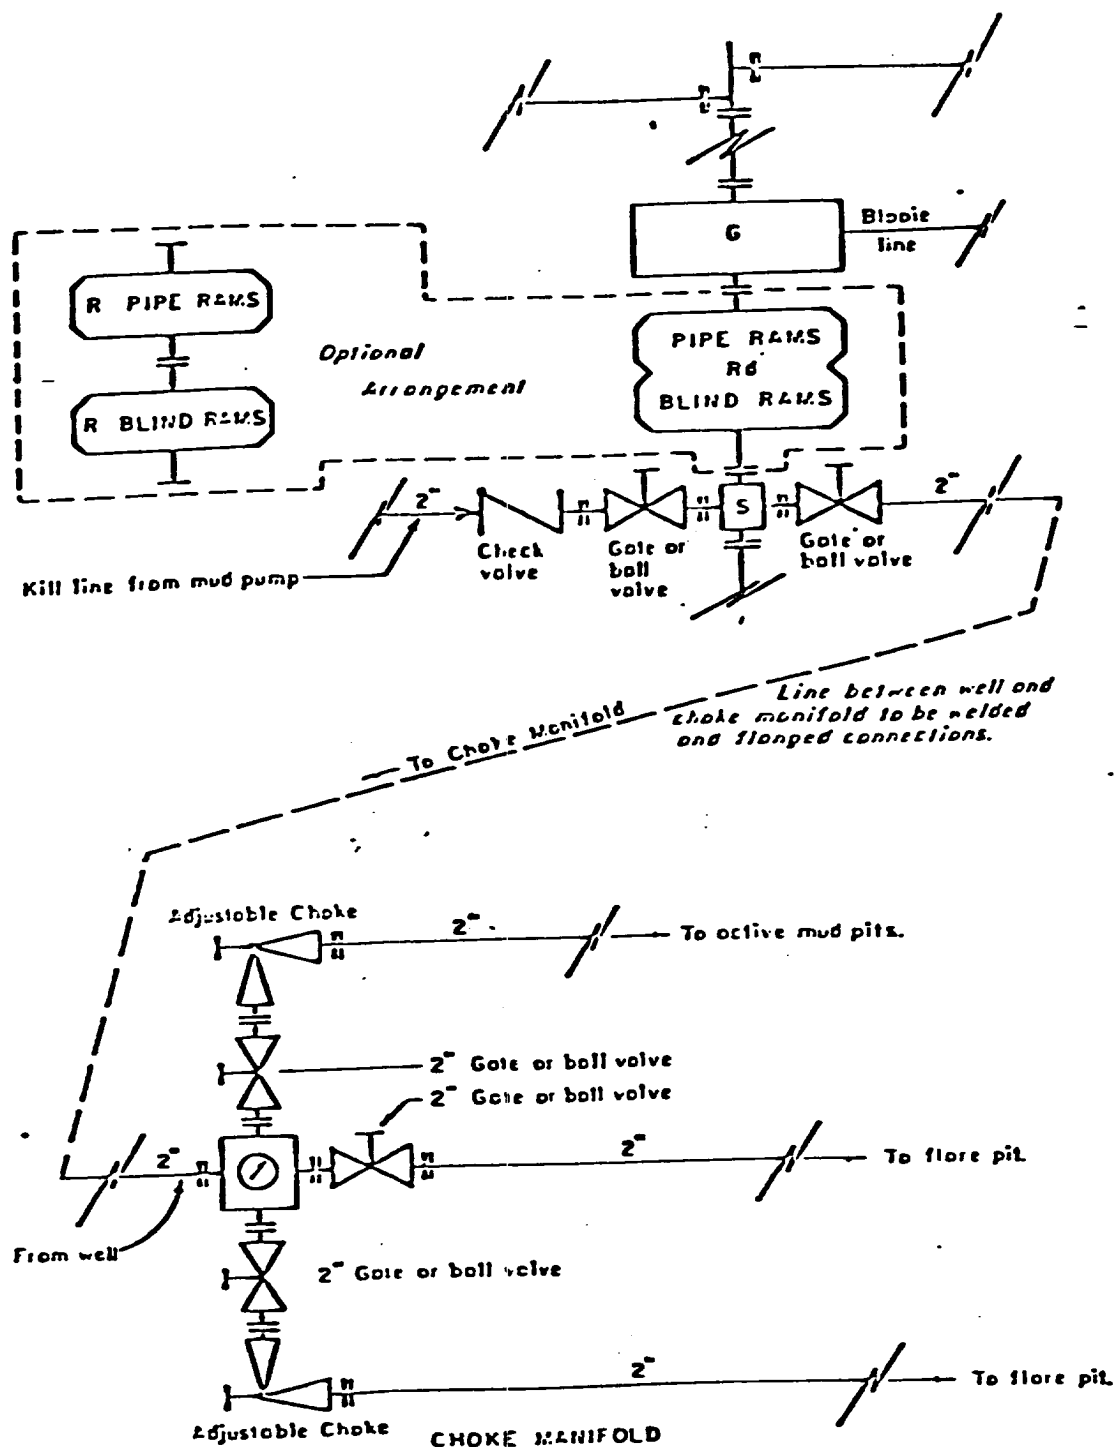 G
Blooie
line
R PIPE RAMS
PIPE RAMS
Rd
BLIND RAMS
Optional
Arrangement
R BLIND RAMS
2"
2"
S
Check
valve
Gate or
ball
valve
Gate or
ball valve
Kill line from mud pump
Line between well and
choke manifold to be welded
and flanged connections.
To Choke Manifold
Adjustable Choke
2"
To active mud pits.
2" Gate or ball valve
2" Gate or ball valve
2"
2"
To flare pit.
From well
2" Gate or ball valve
2"
To flare pit.
Adjustable Choke
CHOKE MANIFOLD